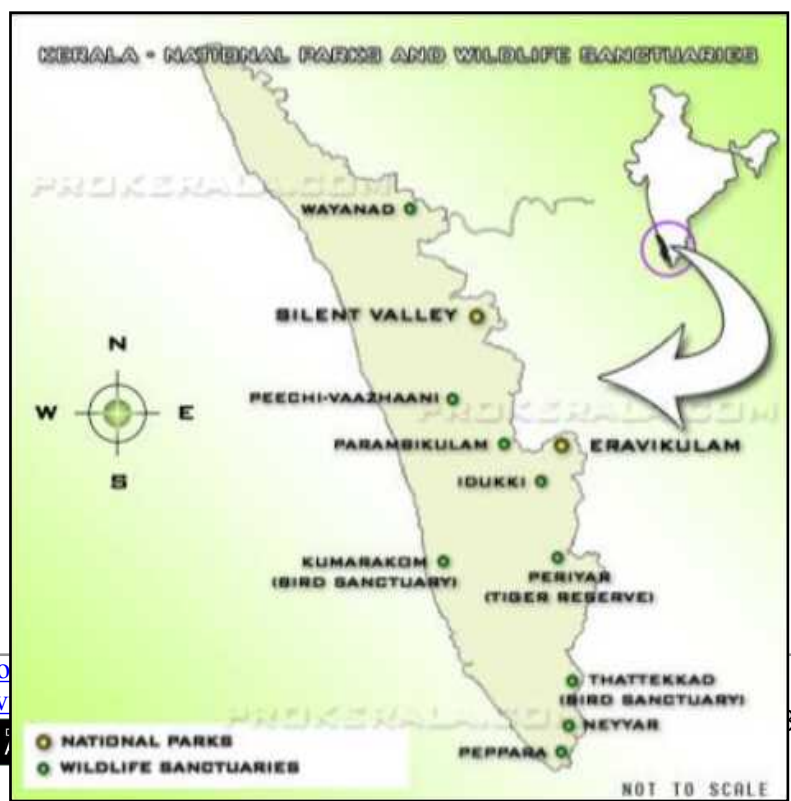 KERALA - NATIONAL PARKS AND WILDLIFE SANCTUARIES
PROKERALA.COM
WAYANAD
SILENT VALLEY
N
W E
S
PEECHI-VAAZHAANI
PROKERALA.COM
PARAMBIKULAM
ERAVIKULAM
IDUKKI
KUMARAKOM
(BIRD SANCTUARY)
PERIYAR
(TIGER RESERVE)
THATTEKKAD
(BIRD SANCTUARY)
PROKERALA.COM
NEYYAR
PEPPARA
NATIONAL PARKS
WILDLIFE SANCTUARIES
NOT TO SCALE